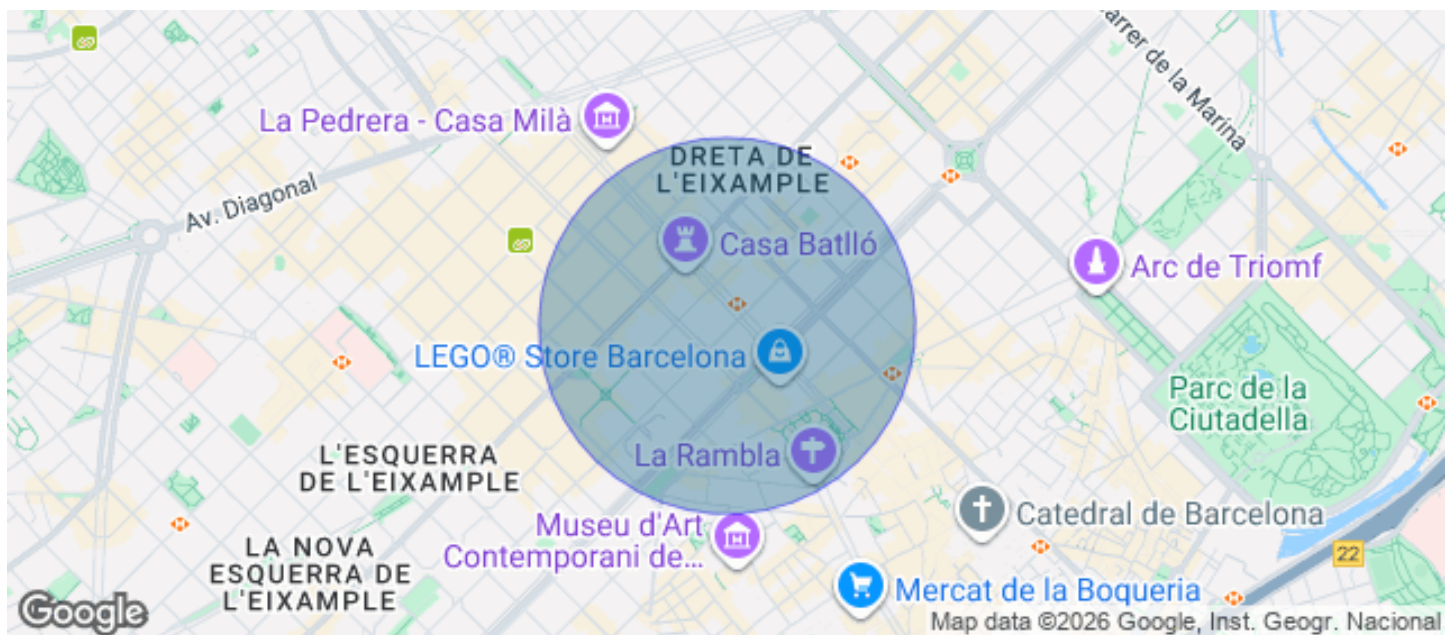 Carrer de la Marina
La Pedrera - Casa Milà
DRETA DE
L'EIXAMPLE
Av. Diagonal
Casa Batlló
Arc de Triomf
LEGO® Store Barcelona
Parc de la
Ciutadella
L'ESQUERRA
DE L'EIXAMPLE
La Rambla
Museu d'Art
Contemporani de...
Catedral de Barcelona
LA NOVA
ESQUERRA DE
L'EIXAMPLE
22
Mercat de la Boqueria
Google
Map data ©2026 Google, Inst. Geogr. Nacional